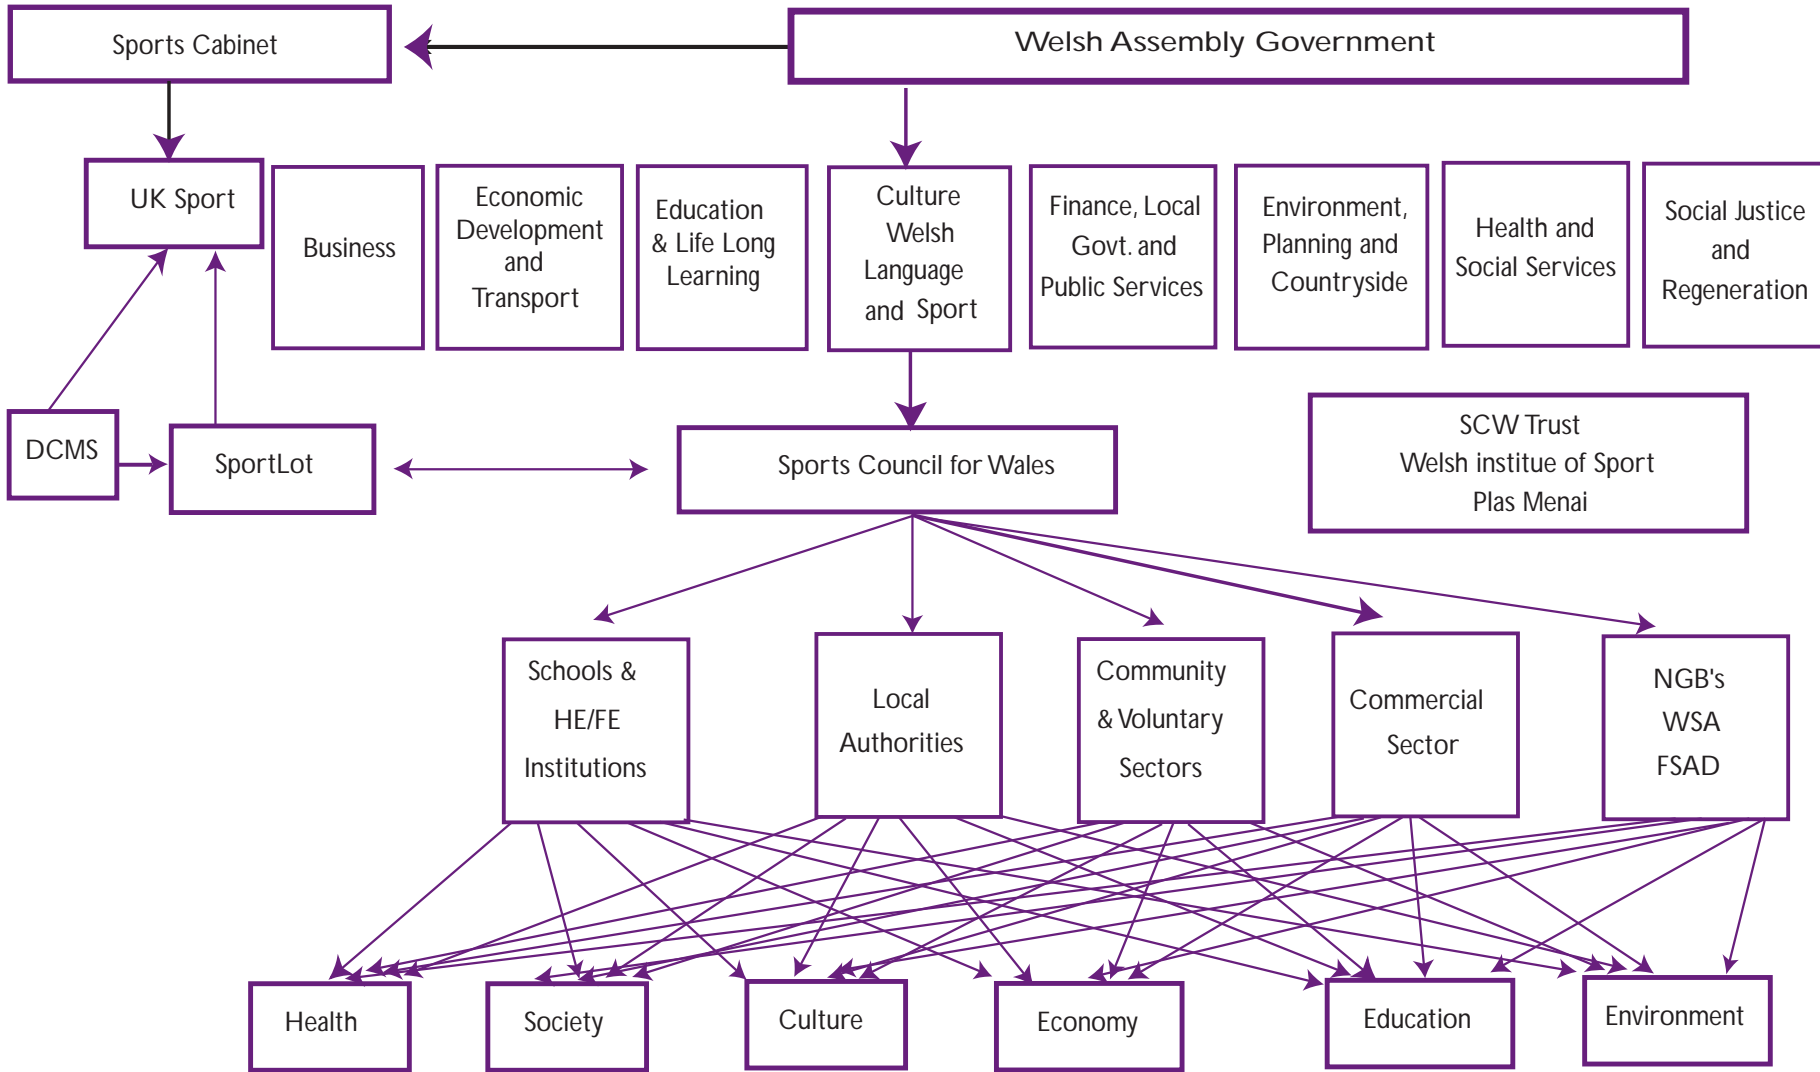 Sports Cabinet
Welsh Assembly Government
UK Sport
Business
Economic
Development
and
Transport
Education
& Life Long
Learning
Culture
Welsh
Language
and Sport
Finance, Local
Govt. and
Public Services
Environment,
Planning and
Countryside
Health and
Social Services
Social Justice
and
Regeneration
DCMS
SportLot
Sports Council for Wales
SCW Trust
Welsh institue of Sport
Plas Menai
Schools &
HE/FE
Institutions
Local
Authorities
Community
& Voluntary
Sectors
Commercial
Sector
NGB's
WSA
FSAD
Health
Society
Culture
Economy
Education
Environment